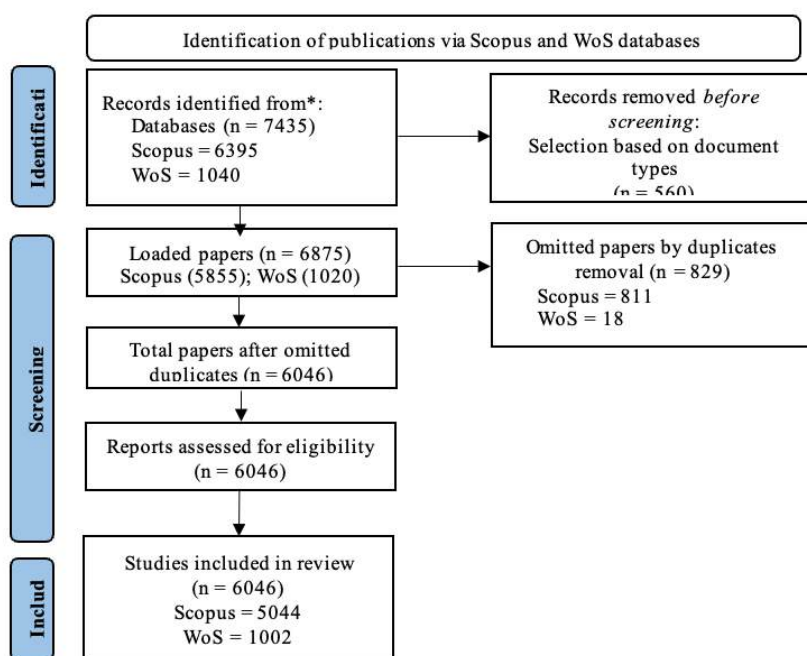 Identification of publications via Scopus and WoS databases
Identificati
Records identified from*:
Databases (n = 7435)
Scopus = 6395
WoS = 1040
Records removed before
screening:
Selection based on document
types
(n = 560)
Screening
Loaded papers (n = 6875)
Scopus (5855); WoS (1020)
Omitted papers by duplicates
removal (n = 829)
Scopus = 811
WoS = 18
Total papers after omitted
duplicates (n = 6046)
Reports assessed for eligibility
(n = 6046)
Includ
Studies included in review
(n = 6046)
Scopus = 5044
WoS = 1002